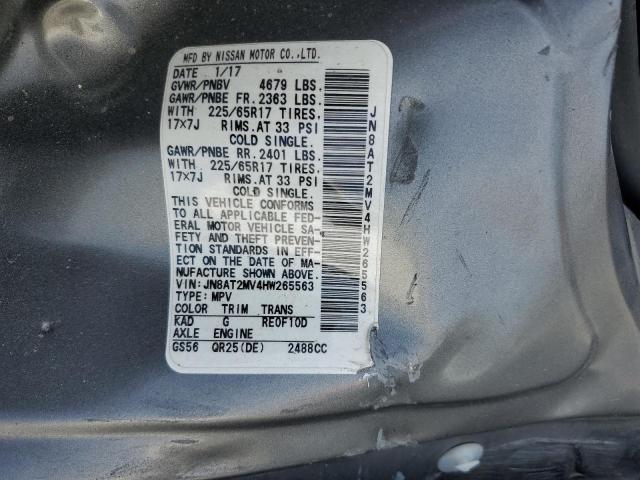 MFD BY NISSAN MOTOR CO.,LTD.
DATE 1/17
GVWR/PNBV 4679 LBS.
GAWR/PNBE FR. 2363 LBS.
WITH 225/65R17 TIRES,
17×7J RIMS.AT 33 PSI
COLD SINGLE.
GAWR/PNBE RR. 2401 LBS.
WITH 225/65R17 TIRES,
17×7J RIMS.AT 33 PSI
COLD SINGLE.
THIS VEHICLE CONFORMS
TO ALL APPLICABLE FED-
ERAL MOTOR VEHICLE SA-
FETY AND THEFT PREVEN-
TION STANDARDS IN EFF-
ECT ON THE DATE OF MA-
NUFACTURE SHOWN ABOVE.
VIN: JN8AT2MV4HW265563
TYPE: MPV
COLOR TRIM TRANS
KAD G RE0F10D
AXLE ENGINE
GS56 QR25(DE) 2488CC
JN8AT2MV4HW265563